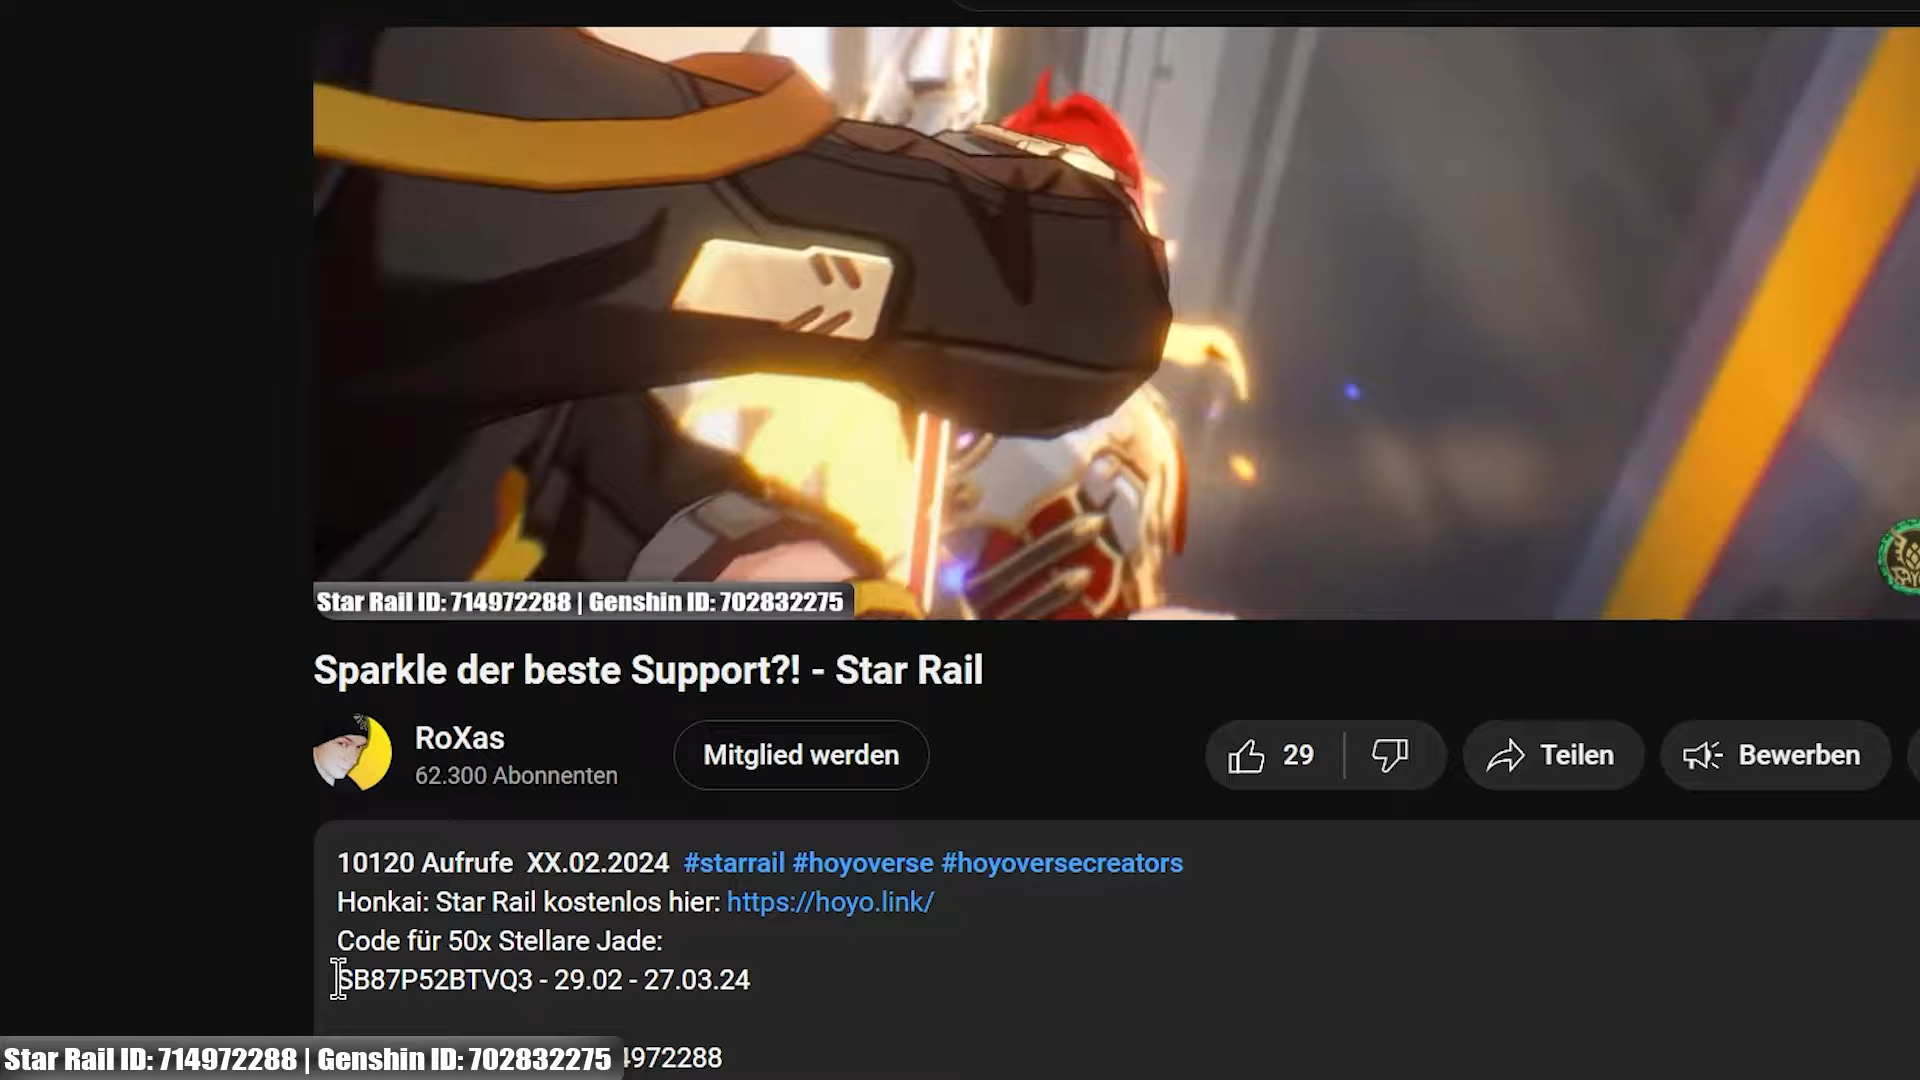 Star Rail ID: 714972288 | Genshin ID: 702832275
Sparkle der beste Support?! - Star Rail
RoXas
62.300 Abonnenten
Mitglied werden
29
Teilen
Bewerben
10120 Aufrufe XX.02.2024 #starrail #hoyoverse #hoyoversecreators
Honkai: Star Rail kostenlos hier: https://hoyo.link/
Code für 50x Stellare Jade:
SB87P52BTVQ3 - 29.02 - 27.03.24
Star Rail ID: 714972288 | Genshin ID: 702832275
4972288